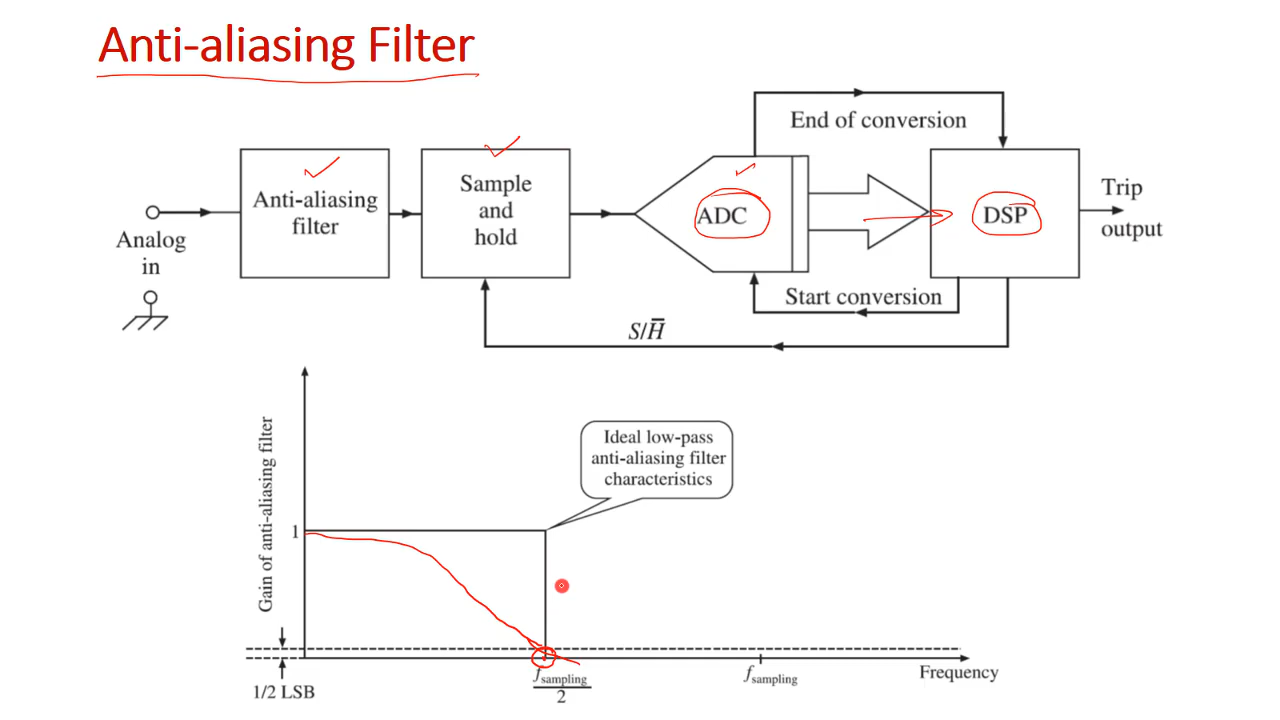 Anti-aliasing Filter
End of conversion
Anti-aliasing
filter
Sample
and
hold
ADC
DSP
Trip
output
Analog
in
Start conversion
S/H̅
Gain of anti-aliasing filter
Ideal low-pass
anti-aliasing filter
characteristics
1
1/2 LSB
fsampling
2
fsampling
Frequency